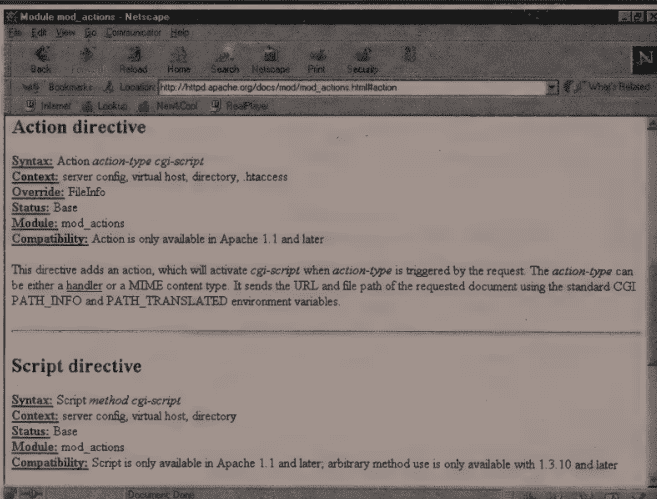 Module mod_actions - Netscape
File Edit View Go Communicator Help
Back Forward Reload Home Search Netscape Print Security
Bookmarks Location: http://httpd.apache.org/docs/mod/mod_actions.html#action What's Related
Internet Lookup New&Cool RealPlayer
Action directive
Syntax: Action action-type cgi-script
Context: server config, virtual host, directory, .htaccess
Override: FileInfo
Status: Base
Module: mod_actions
Compatibility: Action is only available in Apache 1.1 and later
This directive adds an action, which will activate cgi-script when action-type is triggered by the request. The action-type can
be either a handler or a MIME content type. It sends the URL and file path of the requested document using the standard CGI
PATH_INFO and PATH_TRANSLATED environment variables.
Script directive
Syntax: Script method cgi-script
Context: server config, virtual host, directory
Status: Base
Module: mod_actions
Compatibility: Script is only available in Apache 1.1 and later; arbitrary method use is only available with 1.3.10 and later
Document: Done